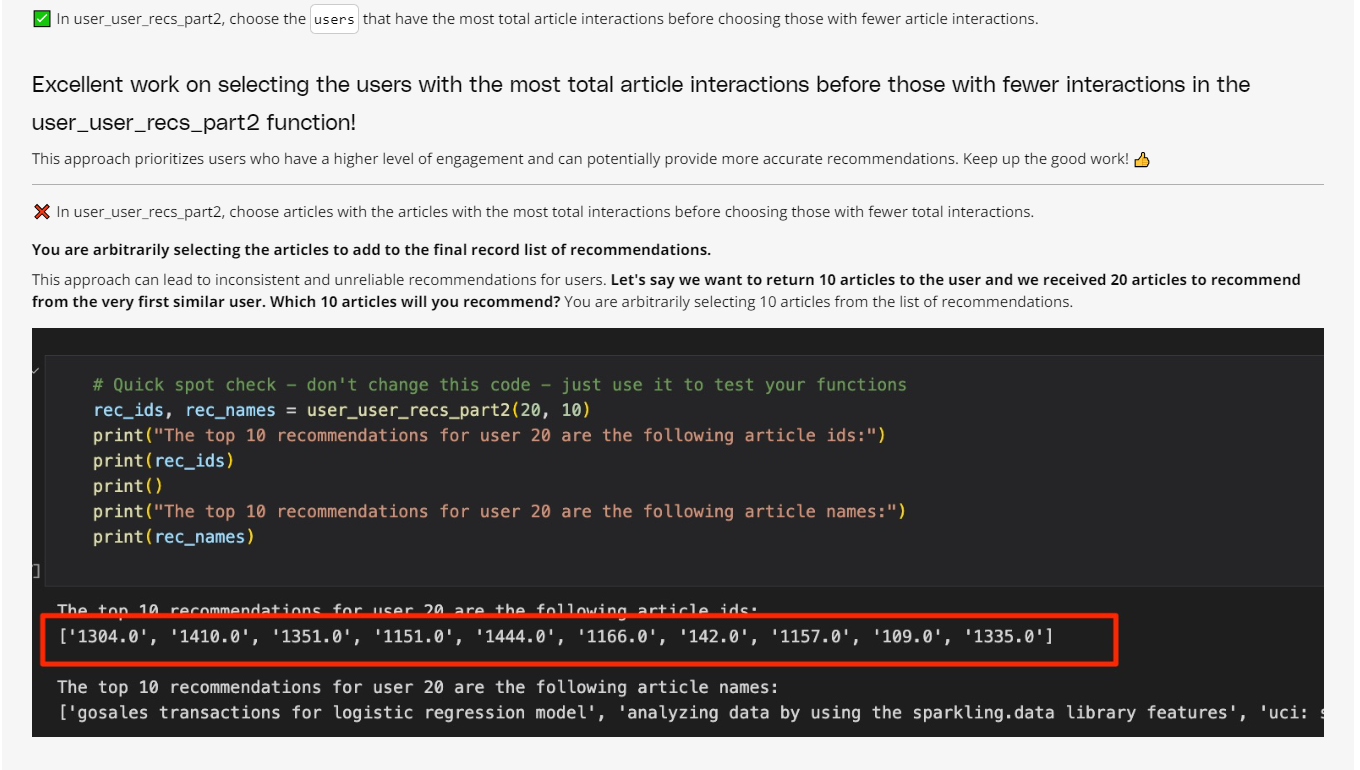 ✅ In user_user_recs_part2, choose the users that have the most total article interactions before choosing those with fewer article interactions.
Excellent work on selecting the users with the most total article interactions before those with fewer interactions in the
user_user_recs_part2 function!
This approach prioritizes users who have a higher level of engagement and can potentially provide more accurate recommendations. Keep up the good work! 👍
❌ In user_user_recs_part2, choose articles with the articles with the most total interactions before choosing those with fewer total interactions.
You are arbitrarily selecting the articles to add to the final record list of recommendations.
This approach can lead to inconsistent and unreliable recommendations for users. Let's say we want to return 10 articles to the user and we received 20 articles to recommend
from the very first similar user. Which 10 articles will you recommend? You are arbitrarily selecting 10 articles from the list of recommendations.
# Quick spot check – don't change this code – just use it to test your functions
rec_ids, rec_names = user_user_recs_part2(20, 10)
print("The top 10 recommendations for user 20 are the following article ids:")
print(rec_ids)
print()
print("The top 10 recommendations for user 20 are the following article names:")
print(rec_names)
The top 10 recommendations for user 20 are the following article ids:
['1304.0', '1410.0', '1351.0', '1151.0', '1444.0', '1166.0', '142.0', '1157.0', '109.0', '1335.0']
The top 10 recommendations for user 20 are the following article names:
['gosales transactions for logistic regression model', 'analyzing data by using the sparkling.data library features', 'uci: